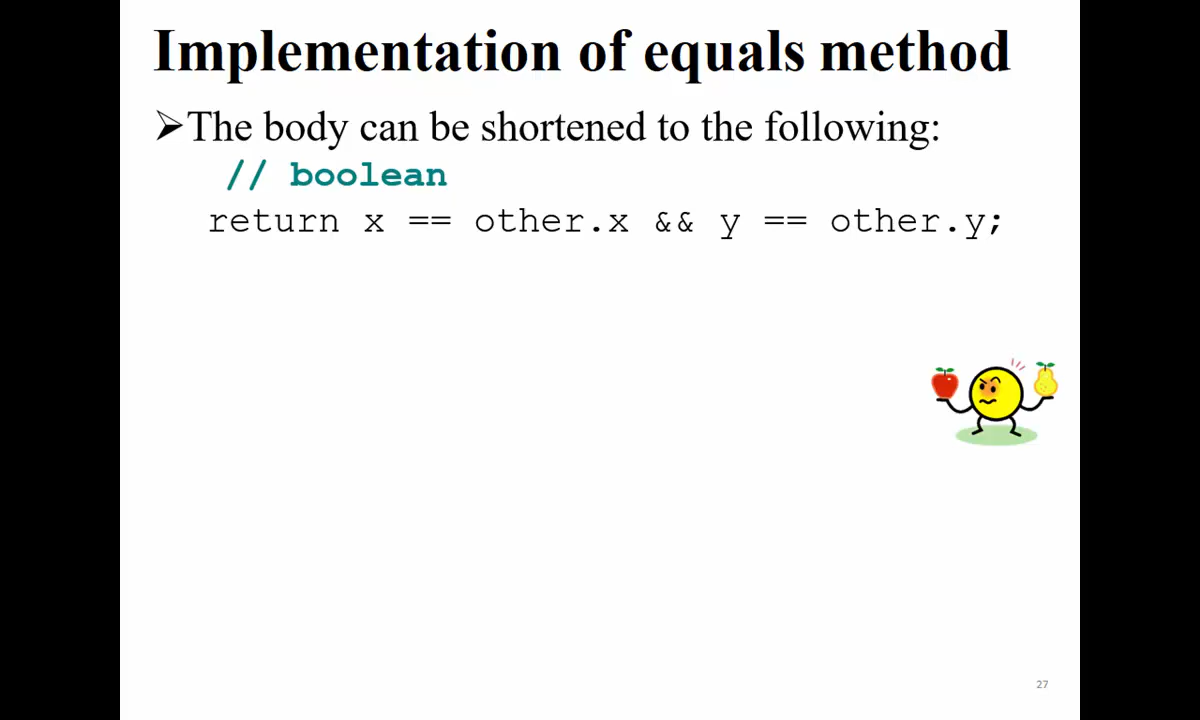 Implementation of equals method
➢The body can be shortened to the following:
// boolean
return x == other.x && y == other.y;
27